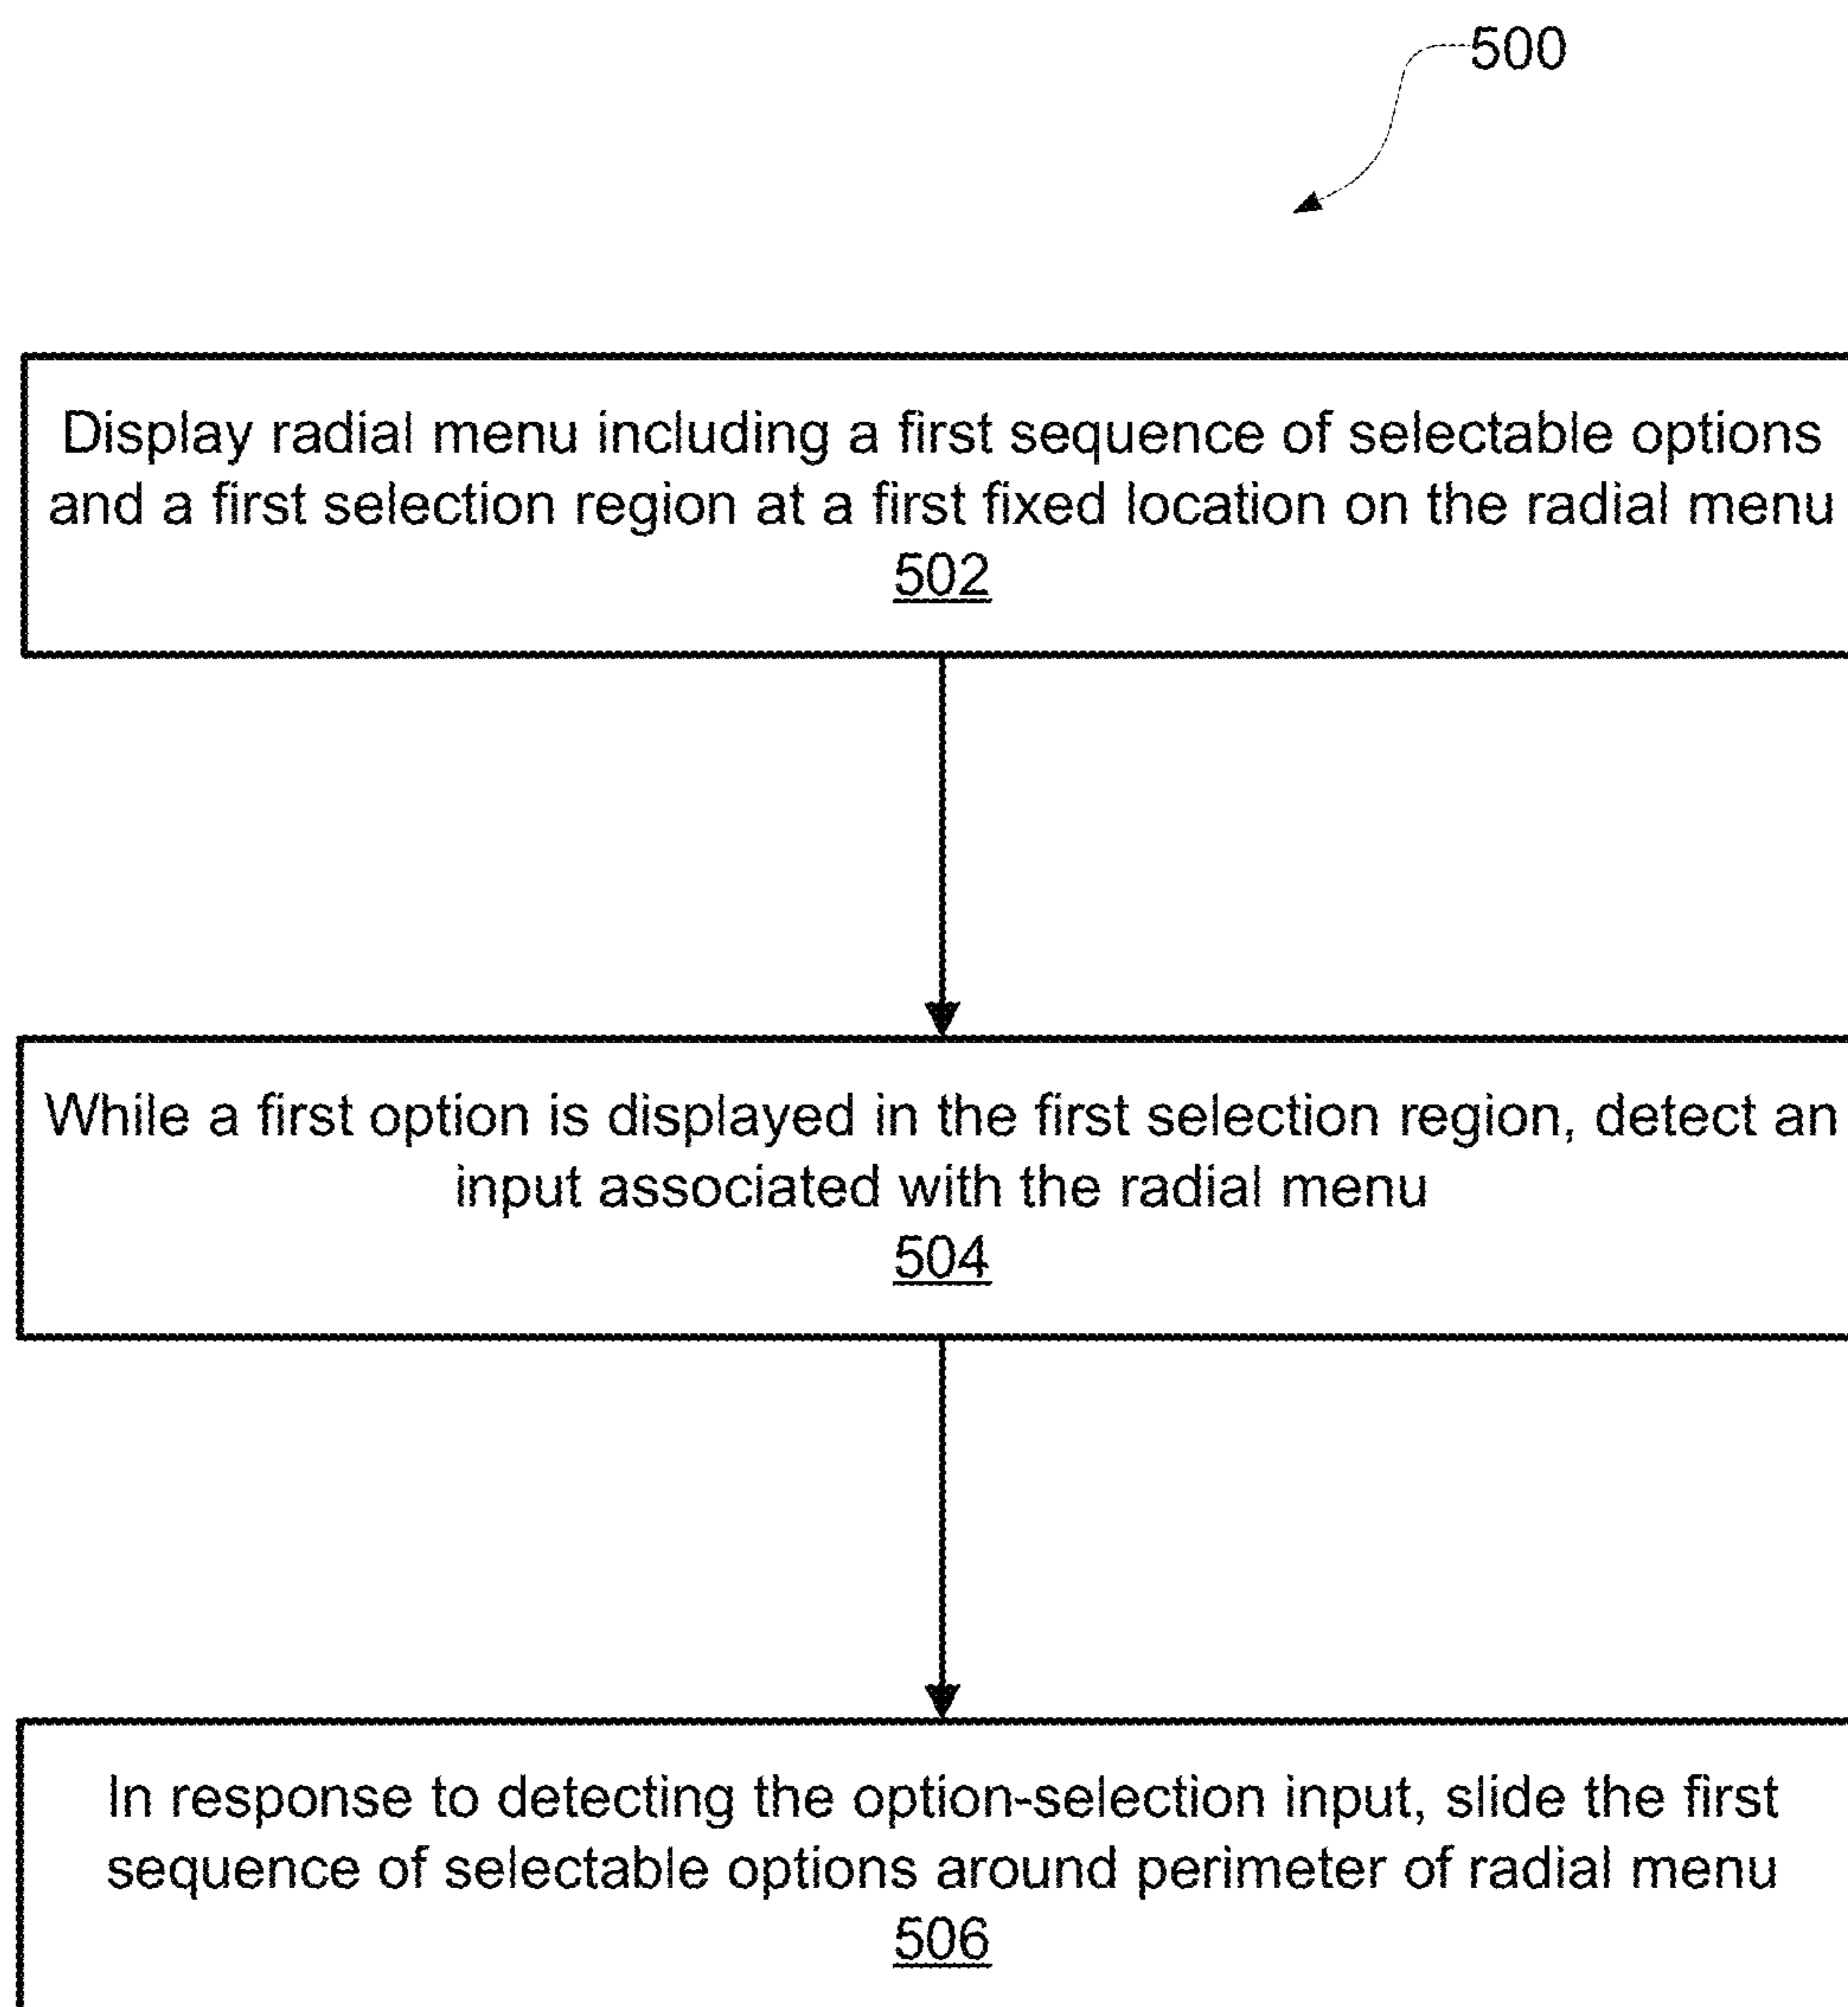 500
Display radial menu including a first sequence of selectable options
and a first selection region at a first fixed location on the radial menu
502
While a first option is displayed in the first selection region, detect an
input associated with the radial menu
504
In response to detecting the option-selection input, slide the first
sequence of selectable options around perimeter of radial menu
506